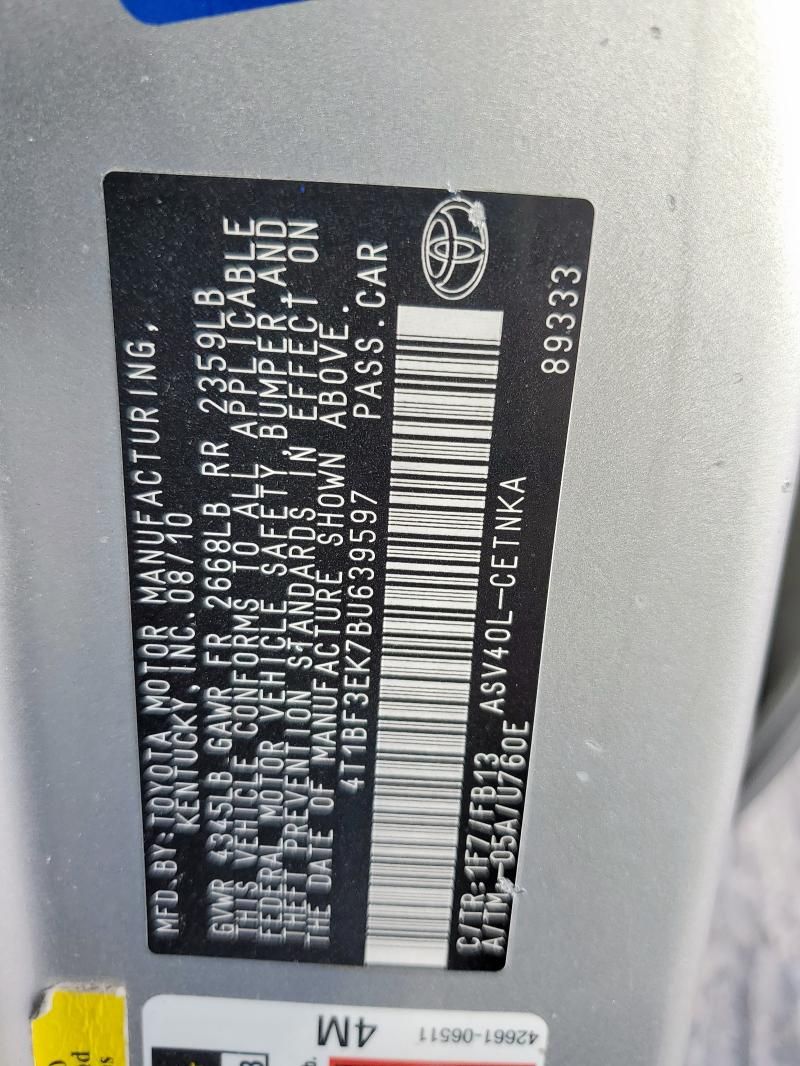 MFD.BY:TOYOTA MOTOR MANUFACTURING,
KENTUCKY, INC.08/10
GVWR 4345LB GAWR FR 2668LB RR 2359LB
THIS VEHICLE CONFORMS TO ALL APPLICABLE
FEDERAL MOTOR VEHICLE SAFETY, BUMPER,AND
THEFT PREVENTION STANDARDS IN EFFECT ON
THE DATE OF MANUFACTURE SHOWN ABOVE.
4T1BF3EK7BU639597 PASS.CAR
C/TR:1F7/FB13 ASV40L-CETNKA
A/TM: -05A/U760E
89333
4M
42661-06511